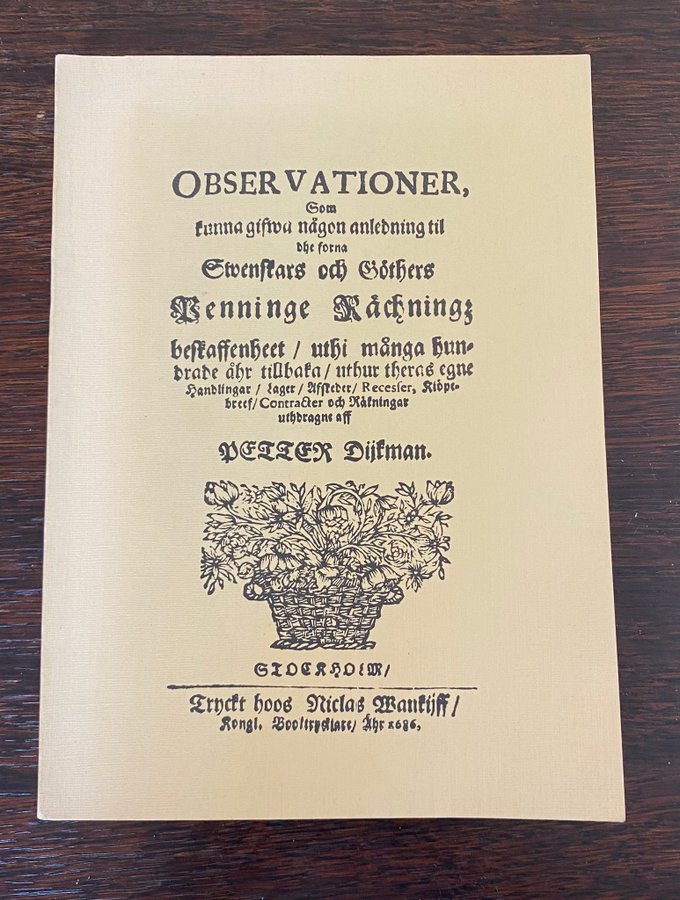 OBSERVATIONER,
Som
kunna gifwa någon anledning til
dhe forna
Swenskars och Göthers
Penninge Rächningz
beskaffenheet / uthi många hun-
drade åhr tillbaka / uthur theras egne
Handlingar / Lager / Afskeder / Recesser, Kiöpe-
breef / Contracter och Räkningar
uthdragne aff
PETTER Dijkman.
STOCKHOLM /
Tryckt hoos Niclas Wankijff /
Kongl. Booktryckiare / Åhr 1686.